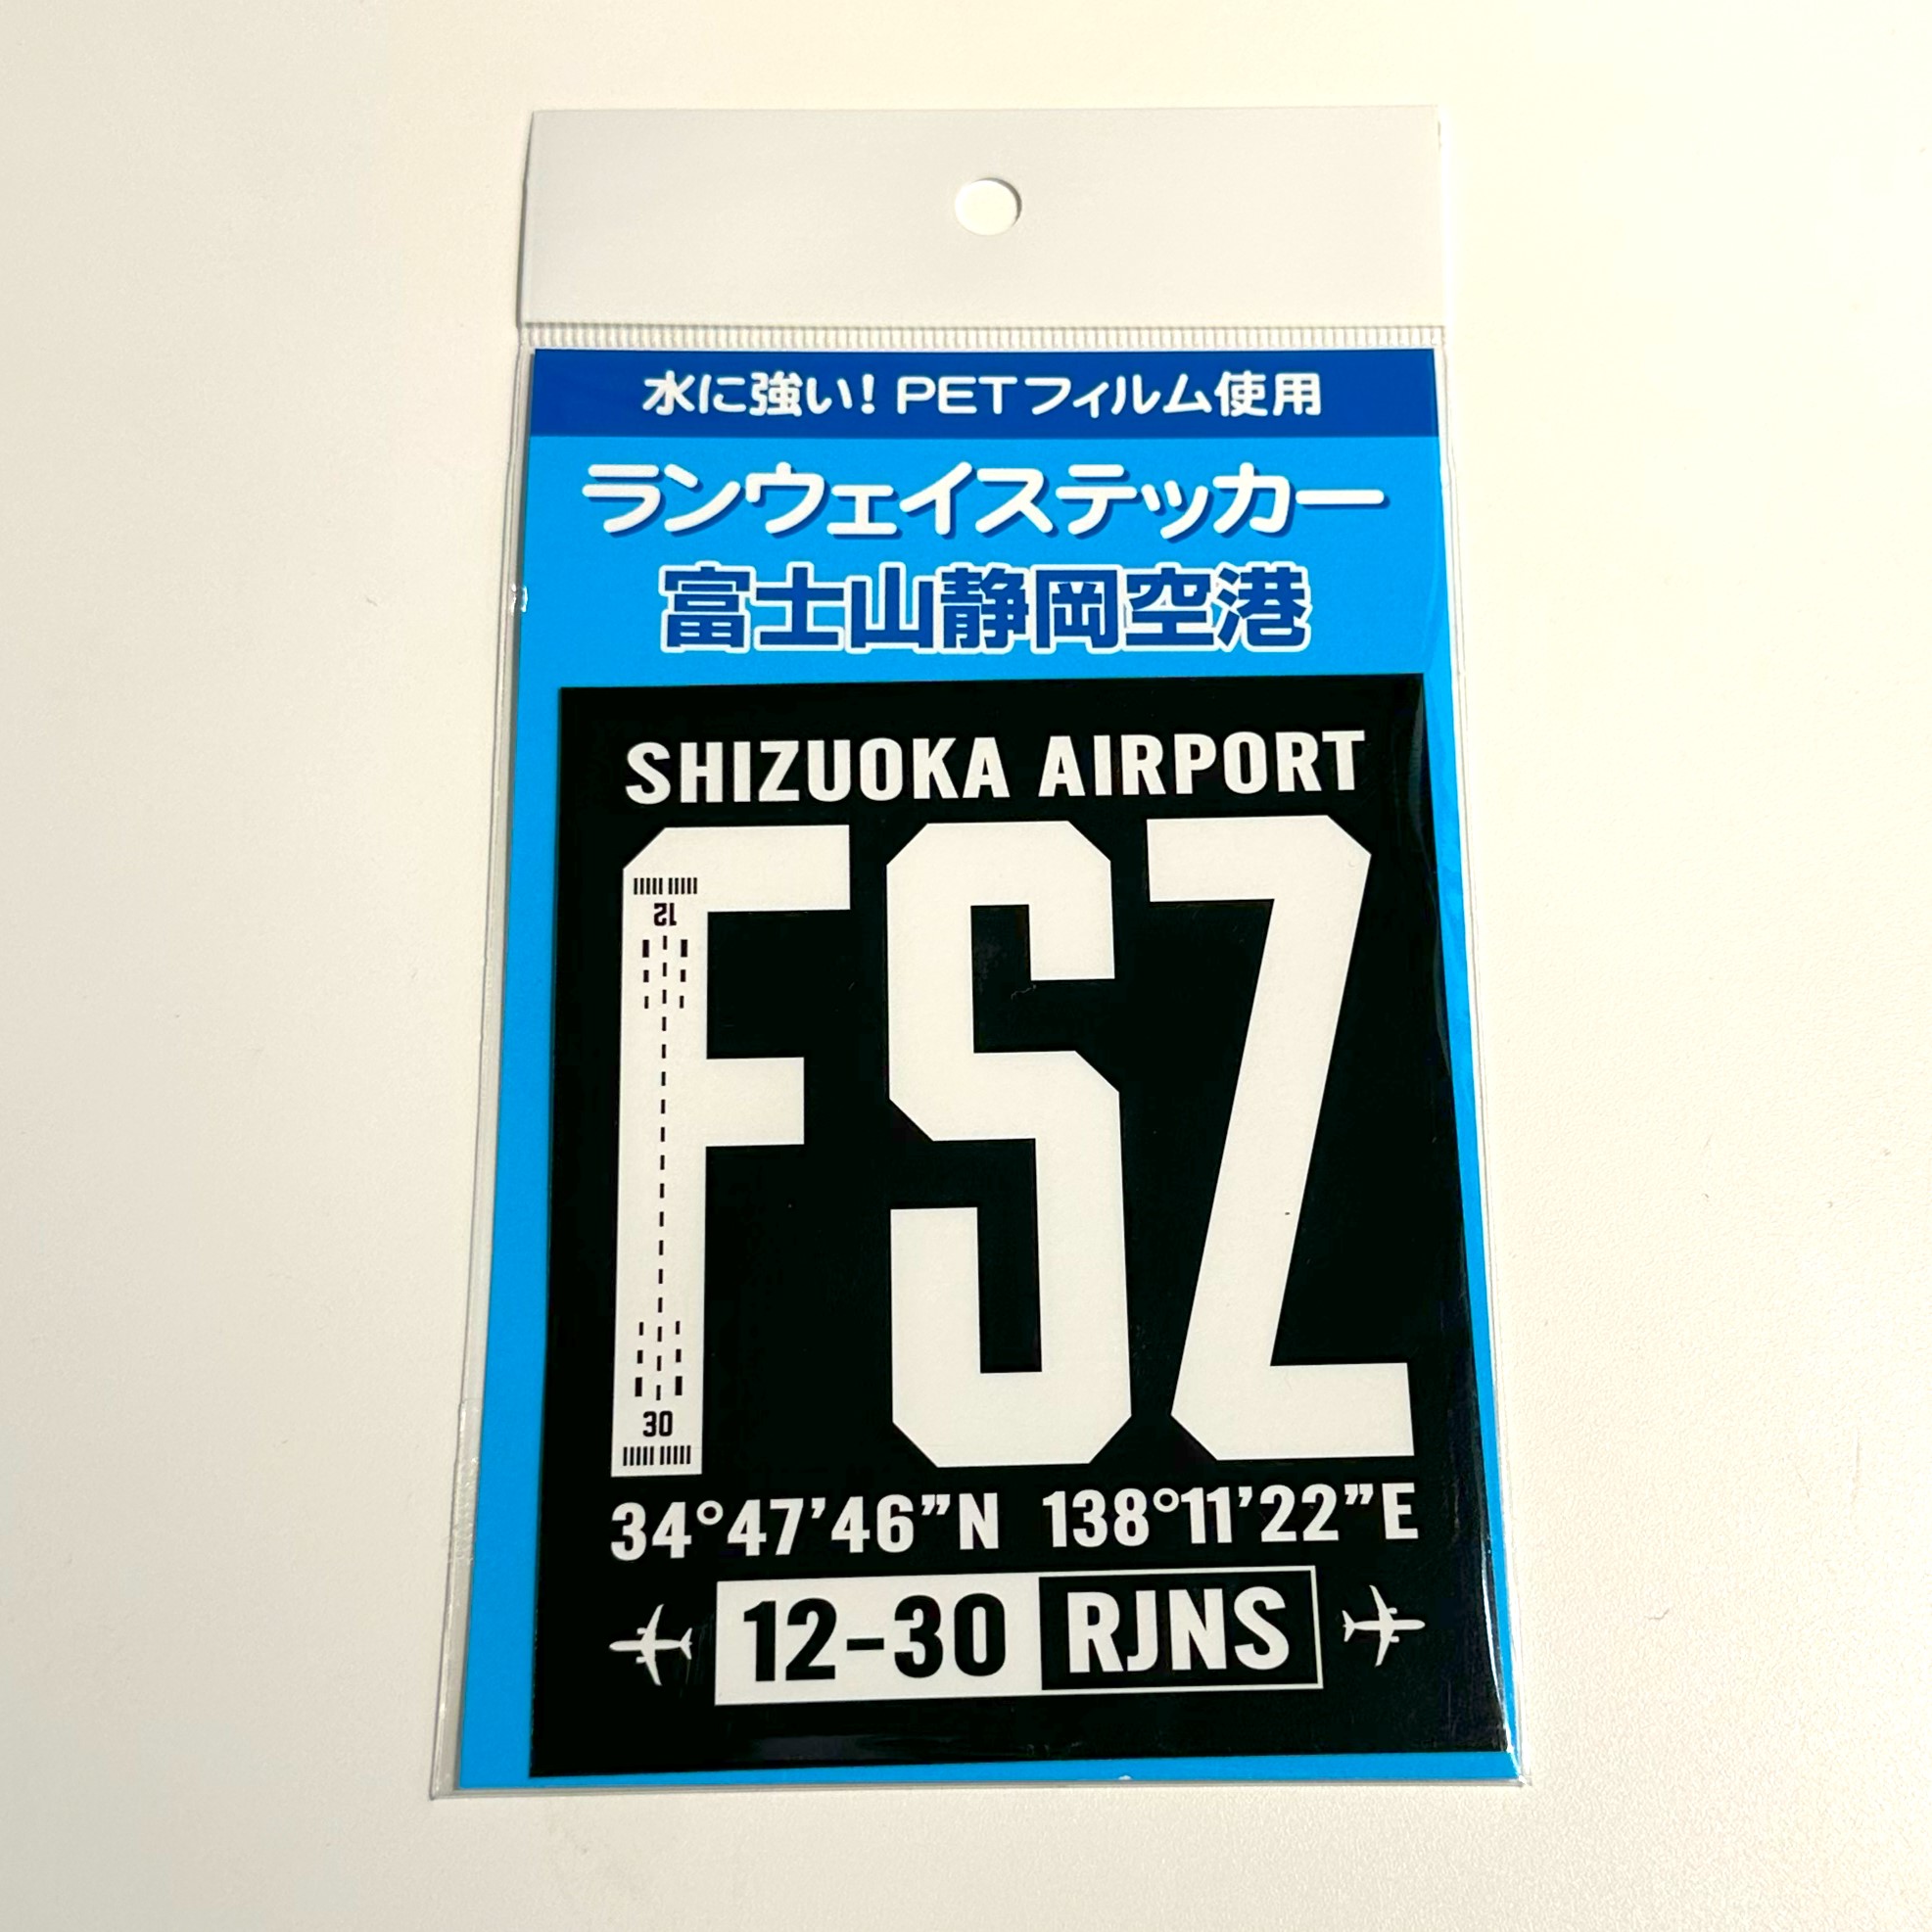 水に強い！PETフィルム使用
ランウェイステッカー
富士山静岡空港
SHIZUOKA AIRPORT
FSZ
12
30
34°47’46”N 138°11’22”E
12-30 RJNS